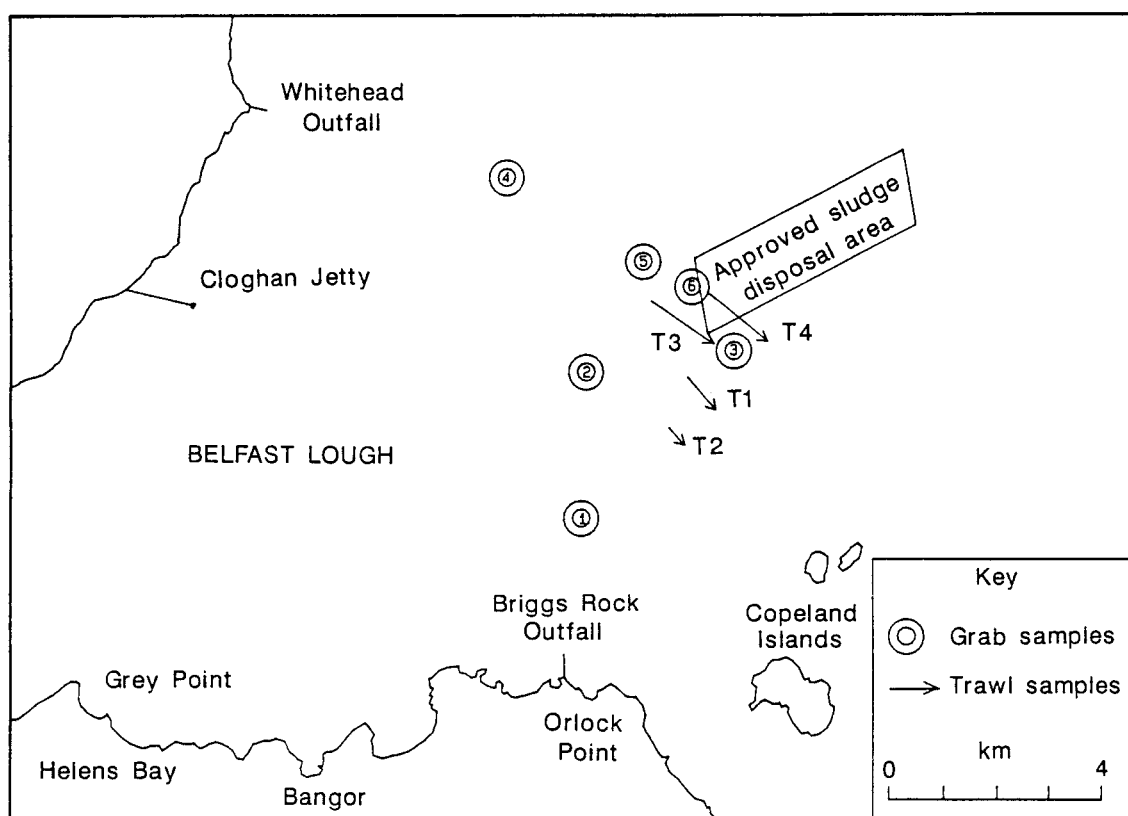 Whitehead
Outfall
4
Approved sludge
disposal area
5
6
Cloghan Jetty
T3
3
T4
2
T1
BELFAST LOUGH
T2
1
Briggs Rock
Outfall
Copeland
Islands
Key
Grab samples
Trawl samples
km
0 4
Grey Point
Orlock
Point
Helens Bay
Bangor